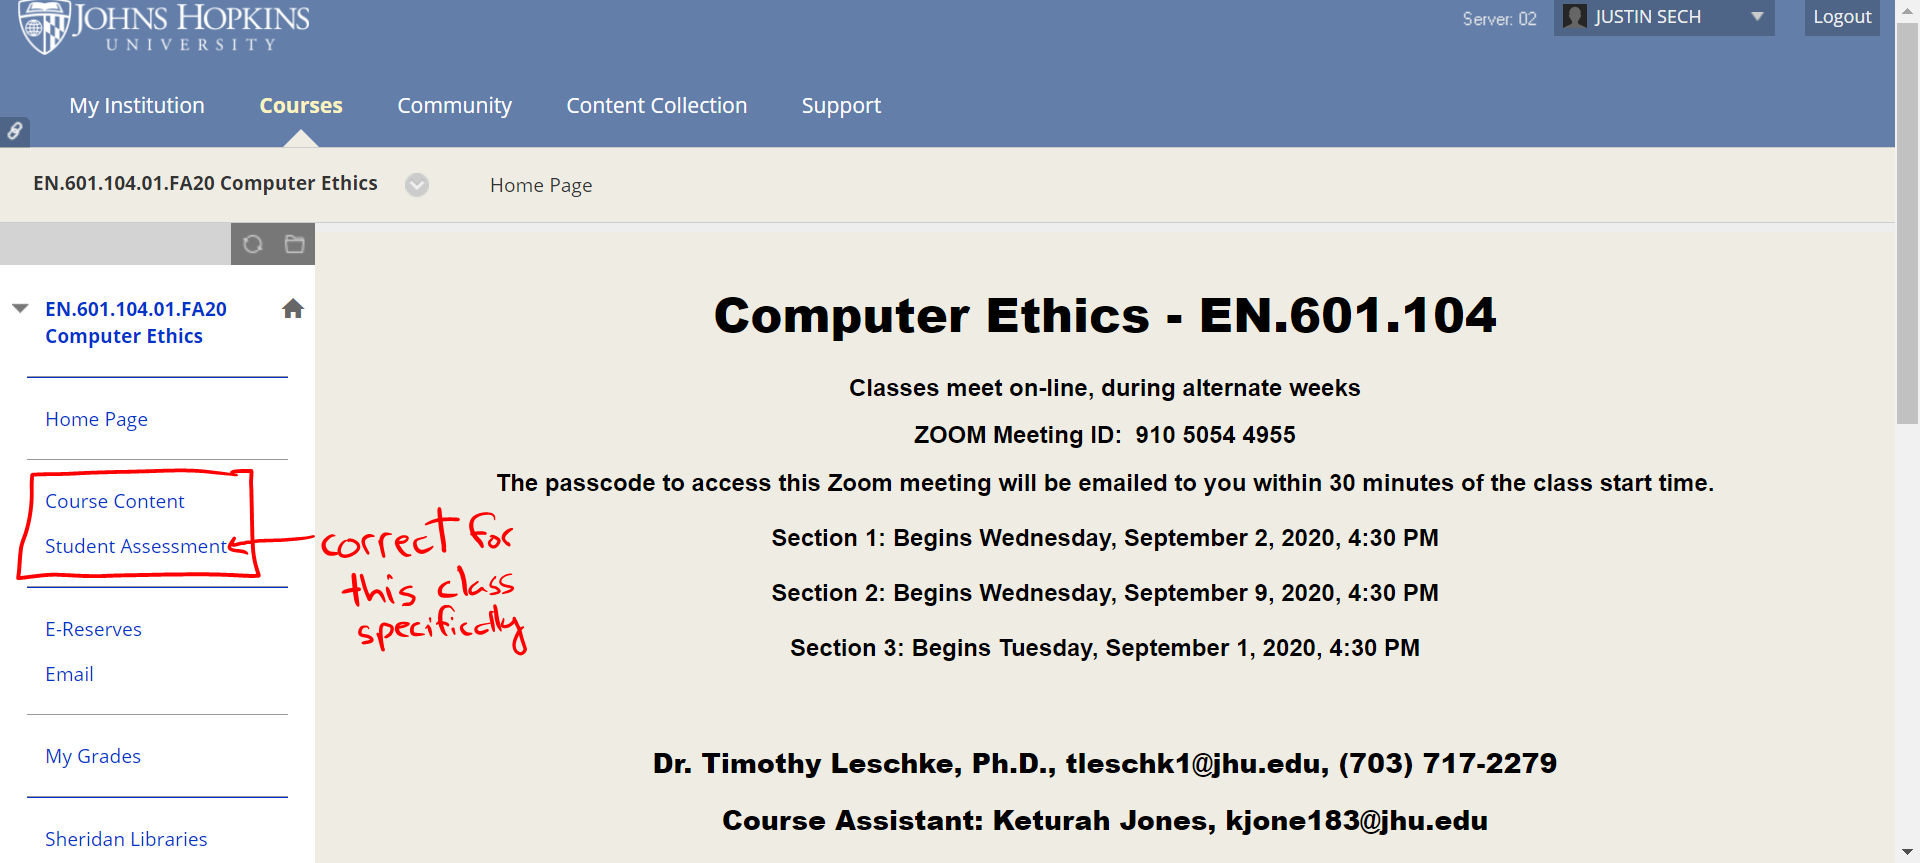 JOHNS HOPKINS
UNIVERSITY
Server: 02
JUSTIN SECH
Logout
My Institution
Courses
Community
Content Collection
Support
EN.601.104.01.FA20 Computer Ethics
Home Page
EN.601.104.01.FA20
Computer Ethics
Home Page
Course Content
Student Assessment
correct for
this class
specifically
E-Reserves
Email
My Grades
Sheridan Libraries
Computer Ethics - EN.601.104
Classes meet on-line, during alternate weeks
ZOOM Meeting ID: 910 5054 4955
The passcode to access this Zoom meeting will be emailed to you within 30 minutes of the class start time.
Section 1: Begins Wednesday, September 2, 2020, 4:30 PM
Section 2: Begins Wednesday, September 9, 2020, 4:30 PM
Section 3: Begins Tuesday, September 1, 2020, 4:30 PM
Dr. Timothy Leschke, Ph.D., tleschk1@jhu.edu, (703) 717-2279
Course Assistant: Keturah Jones, kjone183@jhu.edu